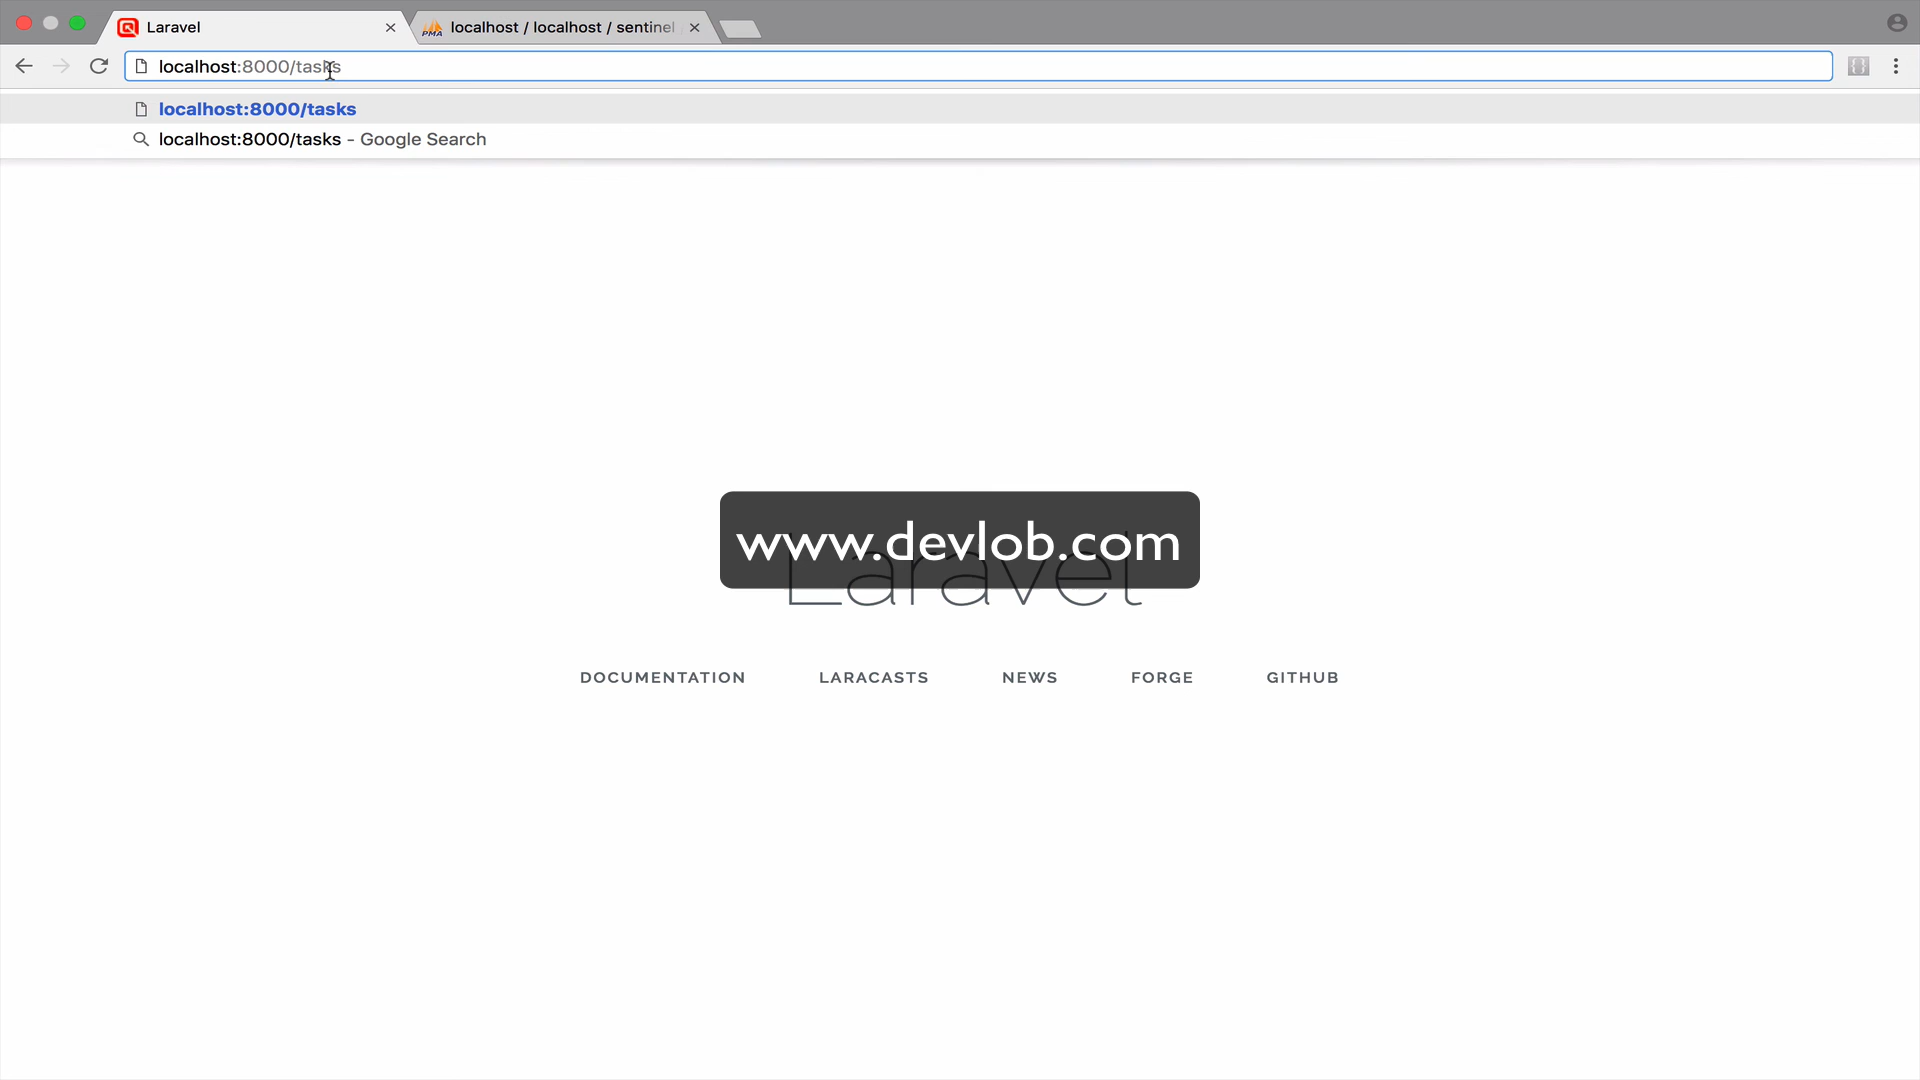 Laravel
PMA
localhost / localhost / sentinel
localhost:8000/tasks
localhost:8000/tasks
localhost:8000/tasks - Google Search
www.devlob.com
Laravel
DOCUMENTATION
LARACASTS
NEWS
FORGE
GITHUB